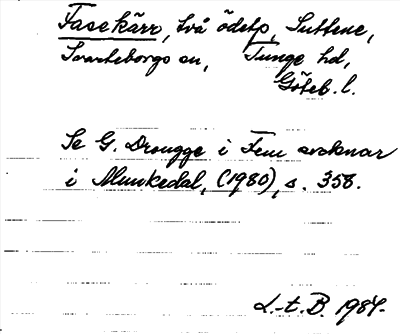 Fasekärr, två ödetp, Suttene,
Svarteborgs sn, Tunge hd,
Göteb. l.
Se G. Drougge i Fem socknar
i Munkedal, (1980), s. 358.
L-t. B. 1984.